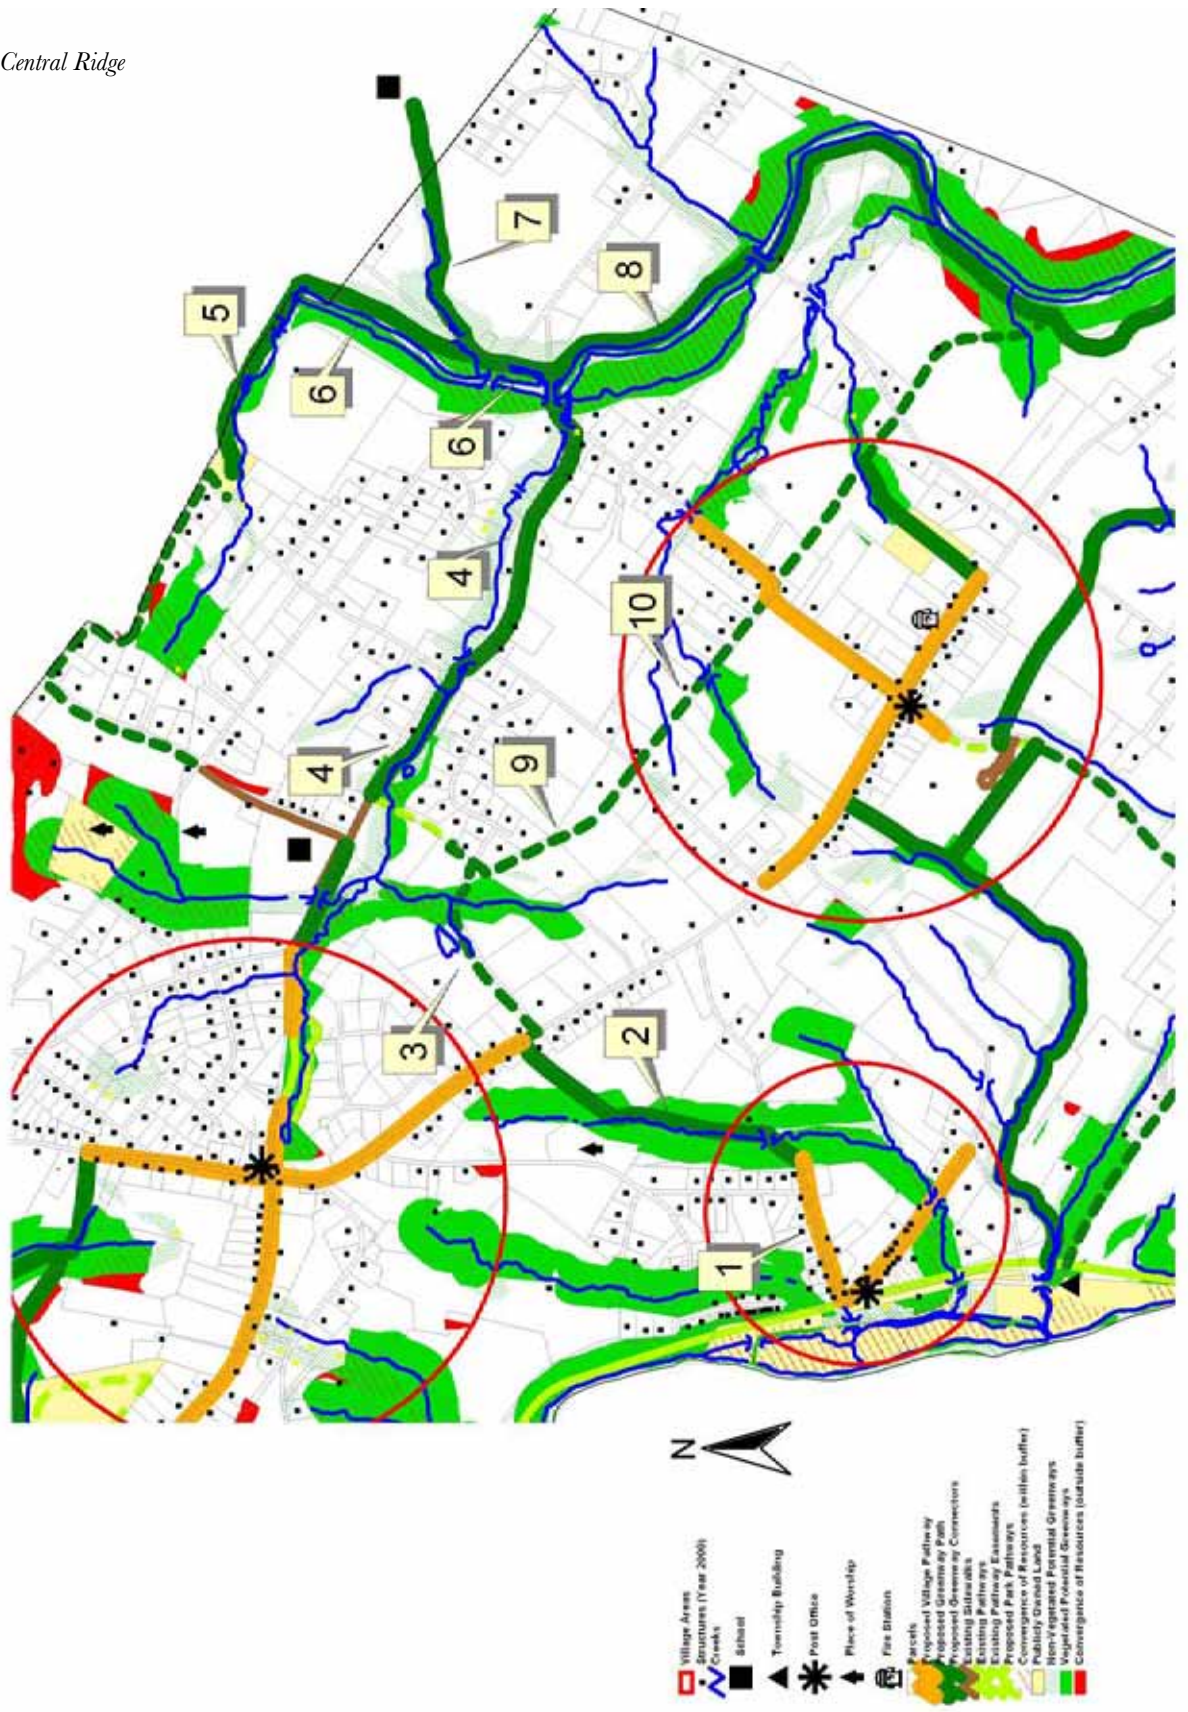 Central Ridge
5
7
6
8
6
4
4
10
9
3
2
1
N
Village Areas
Structures (Year 2000)
Creeks
School
Township Building
Post Office
Place of Worship
Fire Station
Parcels
Proposed Village Pathway
Proposed Greenway Path
Proposed Greenway Connectors
Existing Sidewalks
Existing Pathways
Existing Pathway Easements
Proposed Park Pathways
Convergence of Resources (within buffer)
Publicly Owned Land
Non-Vegetated Potential Greenways
Vegetated Potential Greenways
Convergence of Resources (outside buffer)